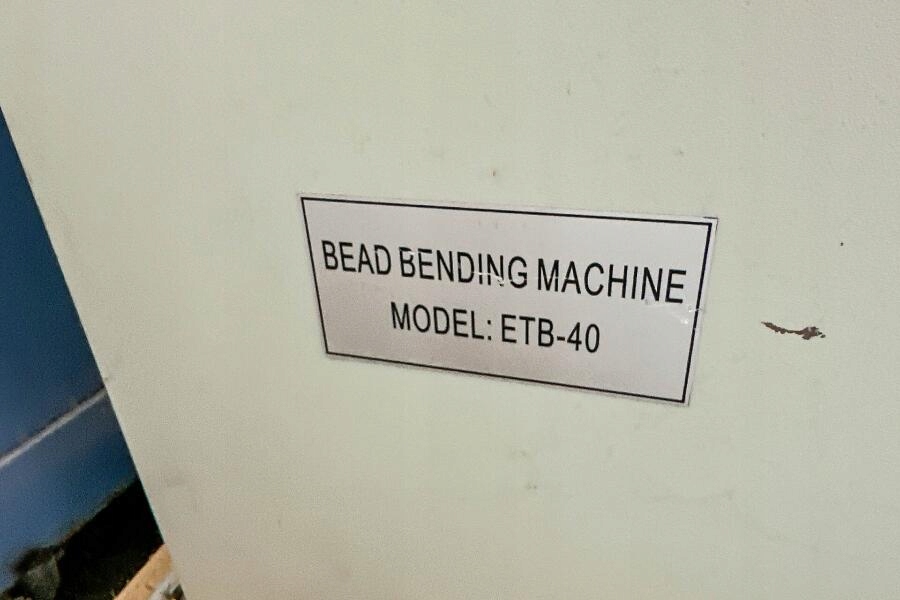 BEAD BENDING MACHINE
MODEL: ETB-40